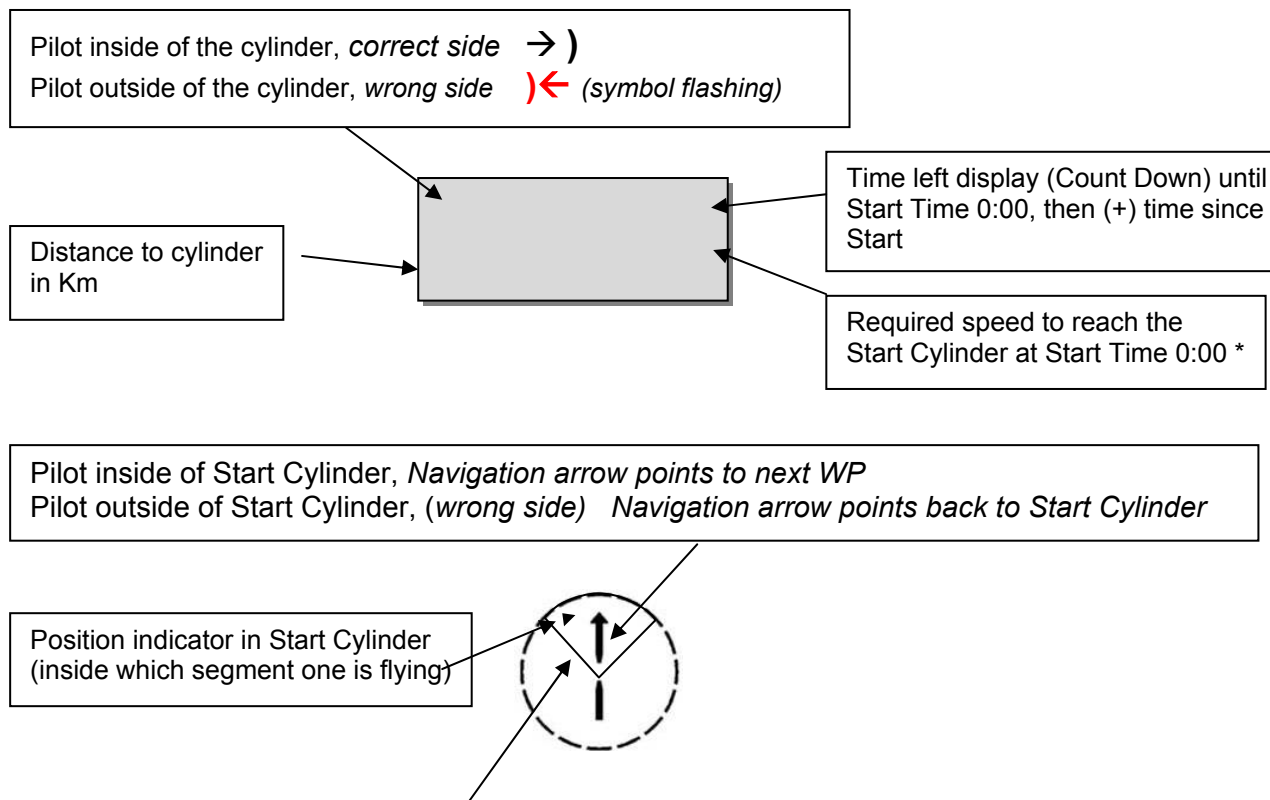 Pilot inside of the cylinder, correct side → )
Pilot outside of the cylinder, wrong side )← (symbol flashing)
Time left display (Count Down) until
Start Time 0:00, then (+) time since
Start
Distance to cylinder
in Km
Required speed to reach the
Start Cylinder at Start Time 0:00 *
Pilot inside of Start Cylinder, Navigation arrow points to next WP
Pilot outside of Start Cylinder, (wrong side) Navigation arrow points back to Start Cylinder
Position indicator in Start Cylinder
(inside which segment one is flying)